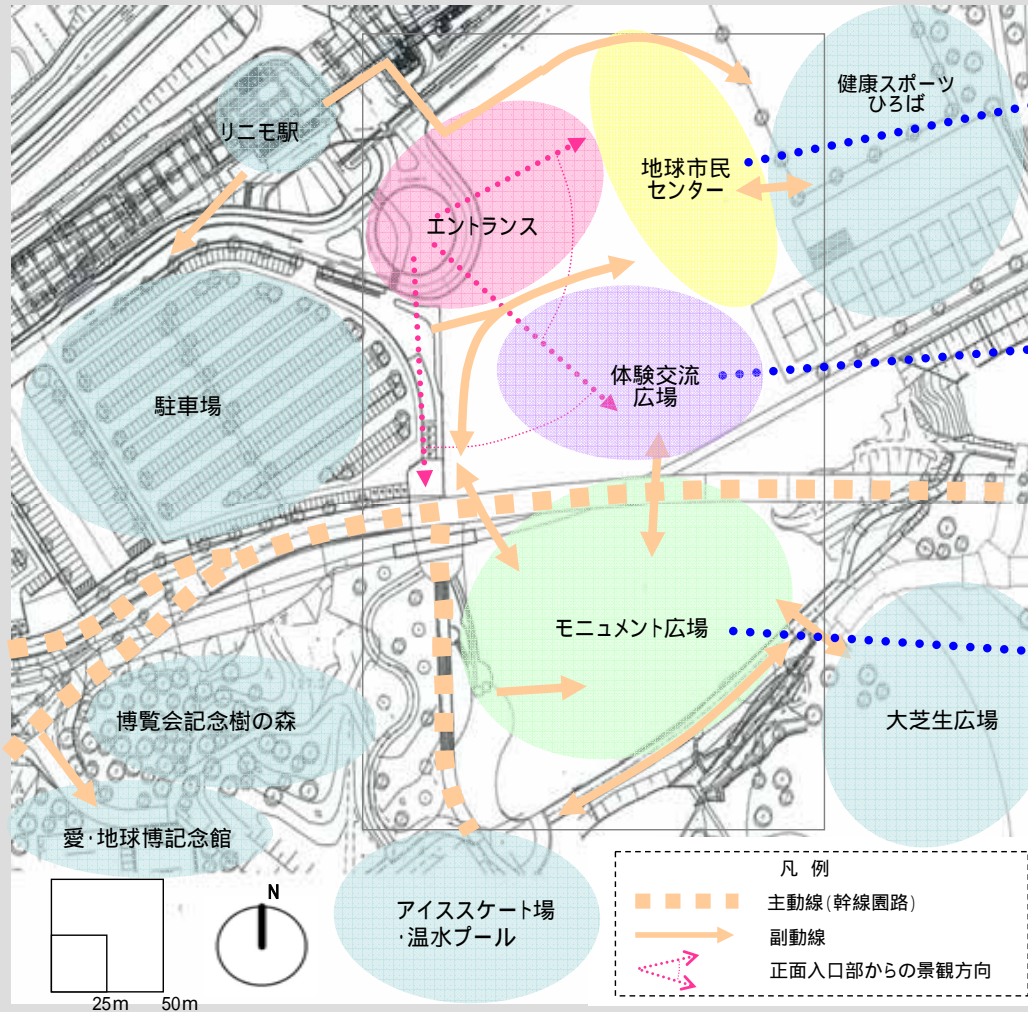 健康スポーツ
ひろば
リニモ駅
地球市民
センター
エントランス
体験交流
広場
駐車場
モニュメント広場
博覧会記念樹の森
大芝生広場
愛・地球博記念館
アイススケート場
・温水プール
N
25m 50m
凡 例
主動線(幹線園路)
副動線
正面入口部からの景観方向